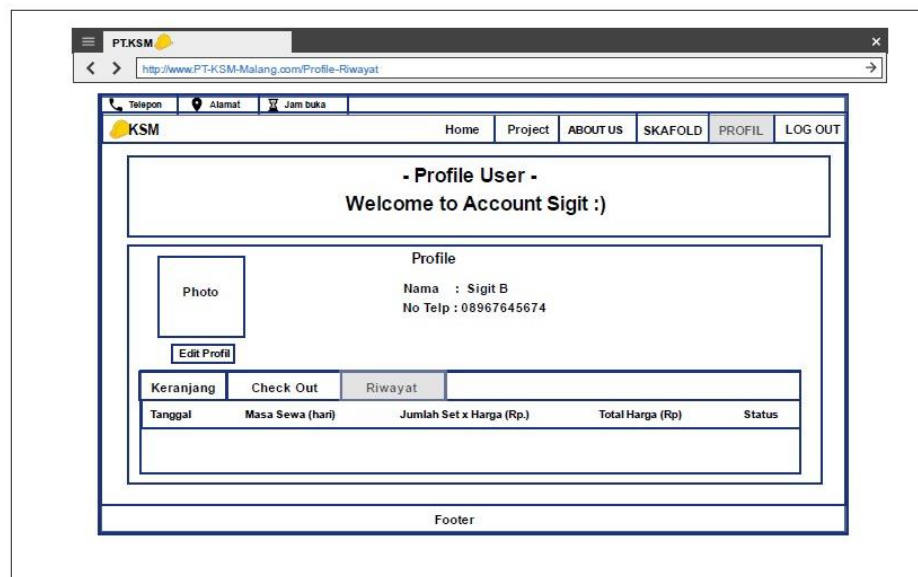 PT.KSM
http://www.PT-KSM-Malang.com/Profile-Riwayat
Telepon Alamat Jam buka
KSM Home Project ABOUT US SKAFOLD PROFIL LOG OUT
- Profile User -
Welcome to Account Sigit :)
Profile
Photo
Nama : Sigit B
No Telp : 08967645674
Edit Profil
Keranjang Check Out Riwayat
Tanggal Masa Sewa (hari) Jumlah Set x Harga (Rp.) Total Harga (Rp) Status
Footer